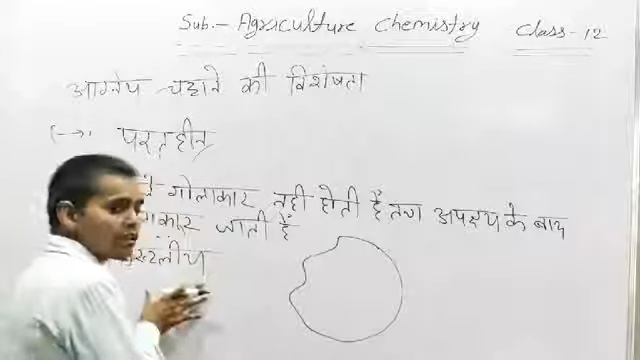 Sub.- Agriculture Chemistry Class-12
आग्नेय चट्टाने की विशेषता
परतहीन
गोलाकार नही होती है तथा अपक्षय के बाद
जाती हैं